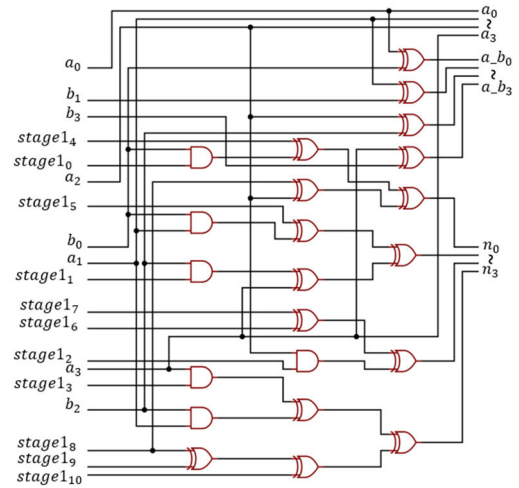 a₀
b₁
b₃
stage1₄
stage1₀
a₂
stage1₅
b₀
a₁
stage1₁
stage1₇
stage1₆
stage1₂
a₃
stage1₃
b₂
stage1₈
stage1₉
stage1₁₀
a₀
~
a₃
a_b₀
~
a_b₃
n₀
~
n₃